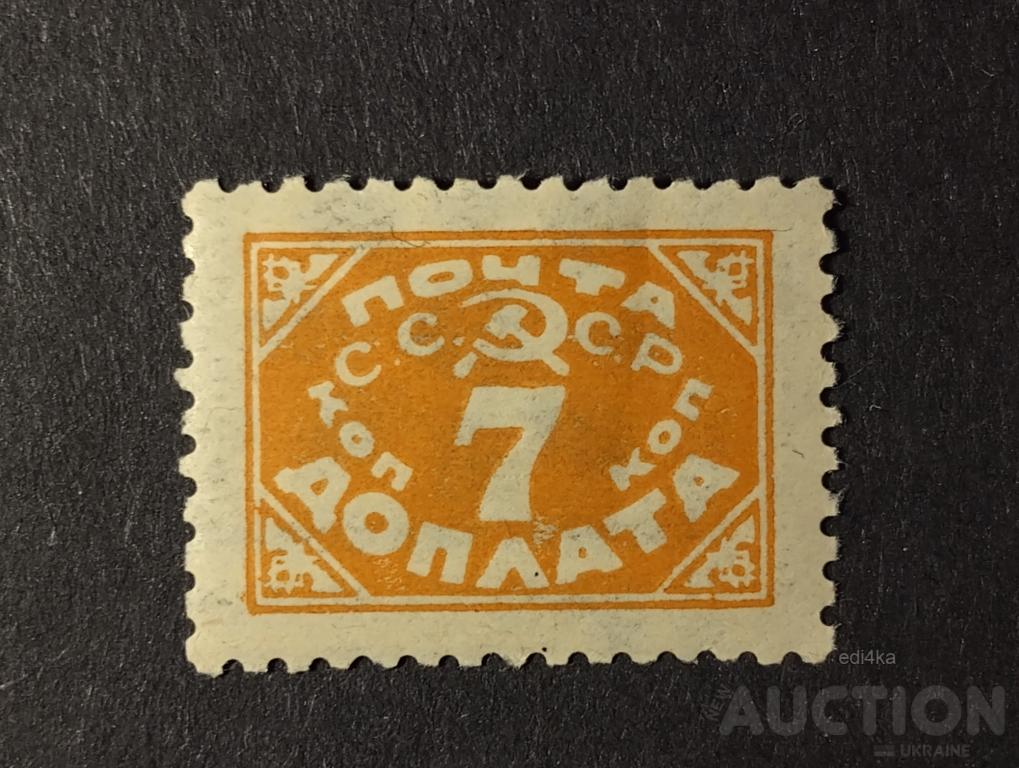 ПОЧТА
С.С.С.Р
7
КОП
КОП
ДОПЛАТА
edi4ka
AUCTION
UKRAINE